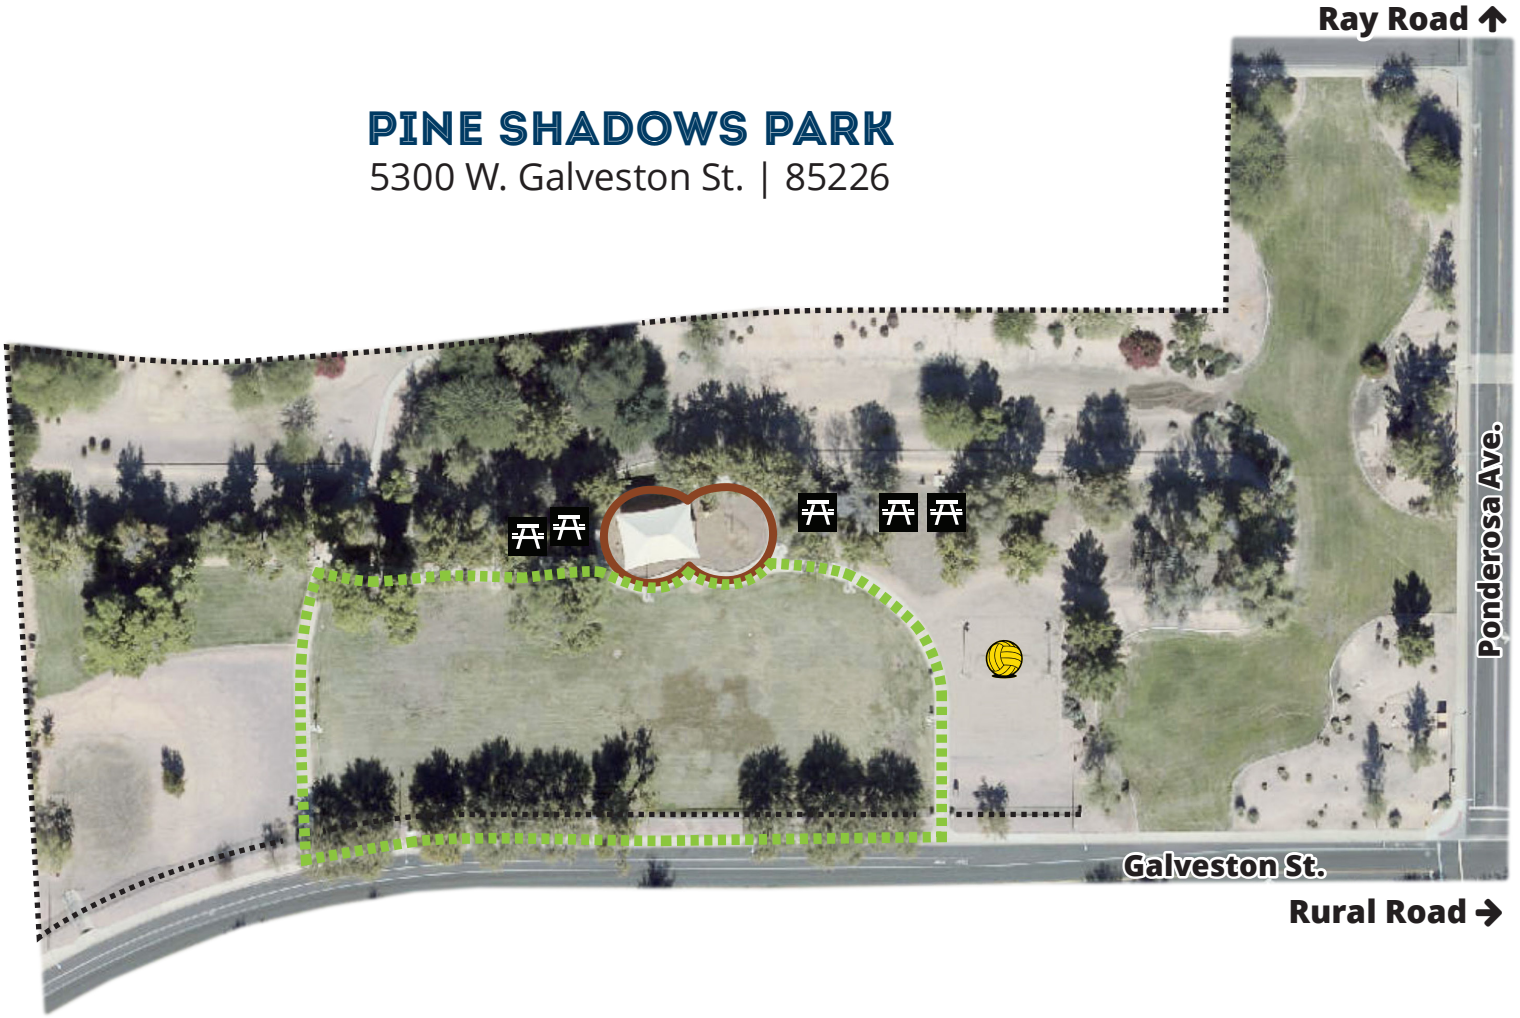 Ray Road ↑
PINE SHADOWS PARK
5300 W. Galveston St. | 85226
Ponderosa Ave.
Galveston St.
Rural Road →